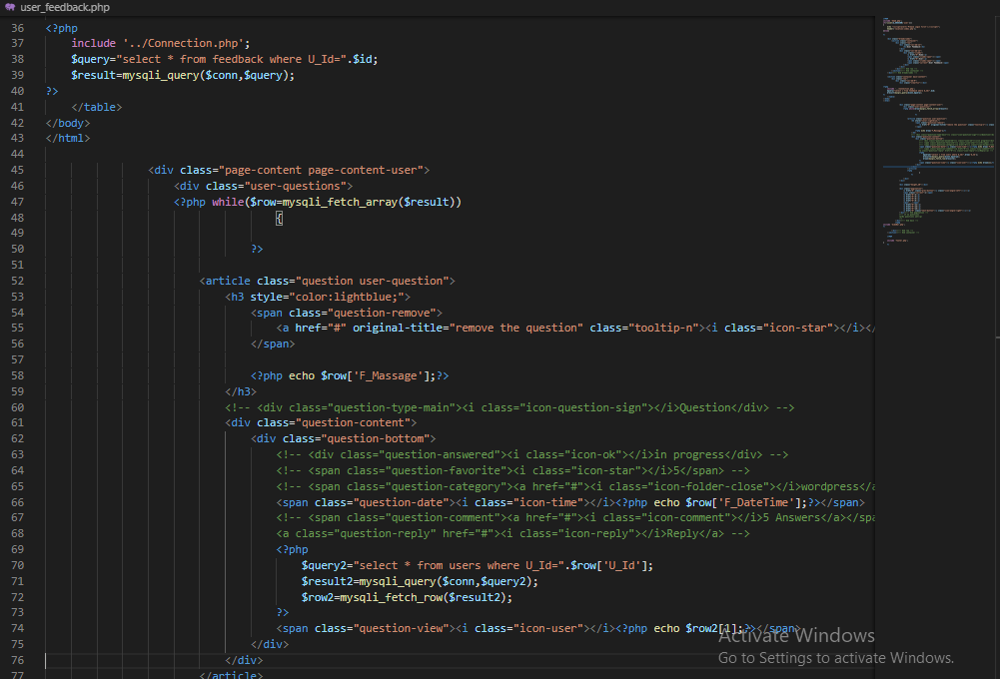 user_feedback.php
36 <?php
37 include '../Connection.php';
38 $query="select * from feedback where U_Id=".$id;
39 $result=mysqli_query($conn,$query);
40 ?>
41 </table>
42 </body>
43 </html>
44
45 <div class="page-content page-content-user">
46 <div class="user-questions">
47 <?php while($row=mysqli_fetch_array($result))
48 {
49
50 ?>
51
52 <article class="question user-question">
53 <h3 style="color:lightblue;">
54 <span class="question-remove">
55 <a href="#" original-title="remove the question" class="tooltip-n"><i class="icon-star"></i></
56 </span>
57
58 <?php echo $row['F_Massage'];?>
59 </h3>
60 <!-- <div class="question-type-main"><i class="icon-question-sign"></i>Question</div> -->
61 <div class="question-content">
62 <div class="question-bottom">
63 <!-- <div class="question-answered"><i class="icon-ok"></i>in progress</div> -->
64 <!-- <span class="question-favorite"><i class="icon-star"></i>5</span> -->
65 <!-- <span class="question-category"><a href="#"><i class="icon-folder-close"></i>wordpress</a
66 <span class="question-date"><i class="icon-time"></i><?php echo $row['F_DateTime'];?></span>
67 <!-- <span class="question-comment"><a href="#"><i class="icon-comment"></i>5 Answers</a></spa
68 <a class="question-reply" href="#"><i class="icon-reply"></i>Reply</a> -->
69 <?php
70 $query2="select * from users where U_Id=".$row['U_Id'];
71 $result2=mysqli_query($conn,$query2);
72 $row2=mysqli_fetch_row($result2);
73 ?>
74 <span class="question-view"><i class="icon-user"></i><?php echo $row2[1];?></span>
75 </div>
76 </div>
77 </article>
Activate Windows
Go to Settings to activate Windows.